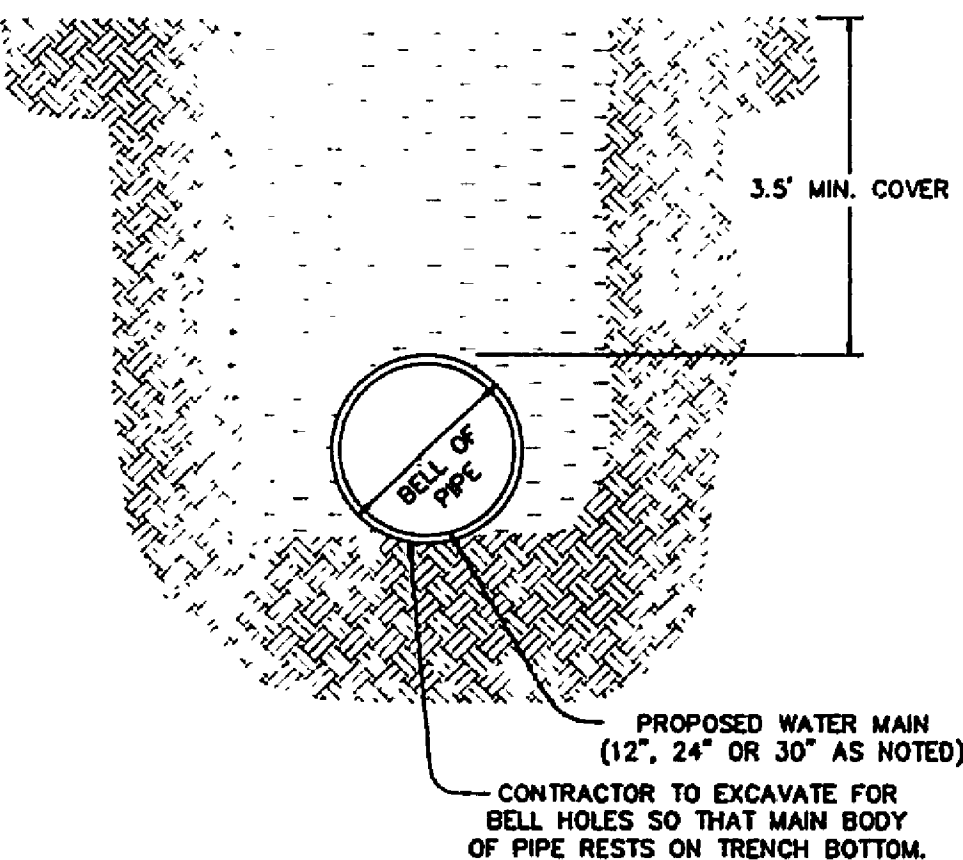 3.5' MIN. COVER
BELL OF
PIPE
PROPOSED WATER MAIN
(12", 24" OR 30" AS NOTED)
CONTRACTOR TO EXCAVATE FOR
BELL HOLES SO THAT MAIN BODY
OF PIPE RESTS ON TRENCH BOTTOM.